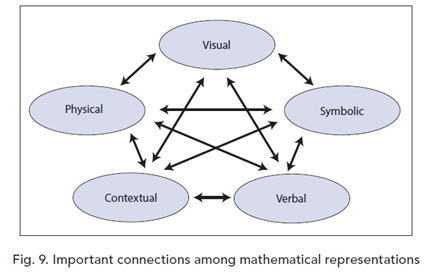 Visual
Physical
Symbolic
Contextual
Verbal
Fig. 9. Important connections among mathematical representations